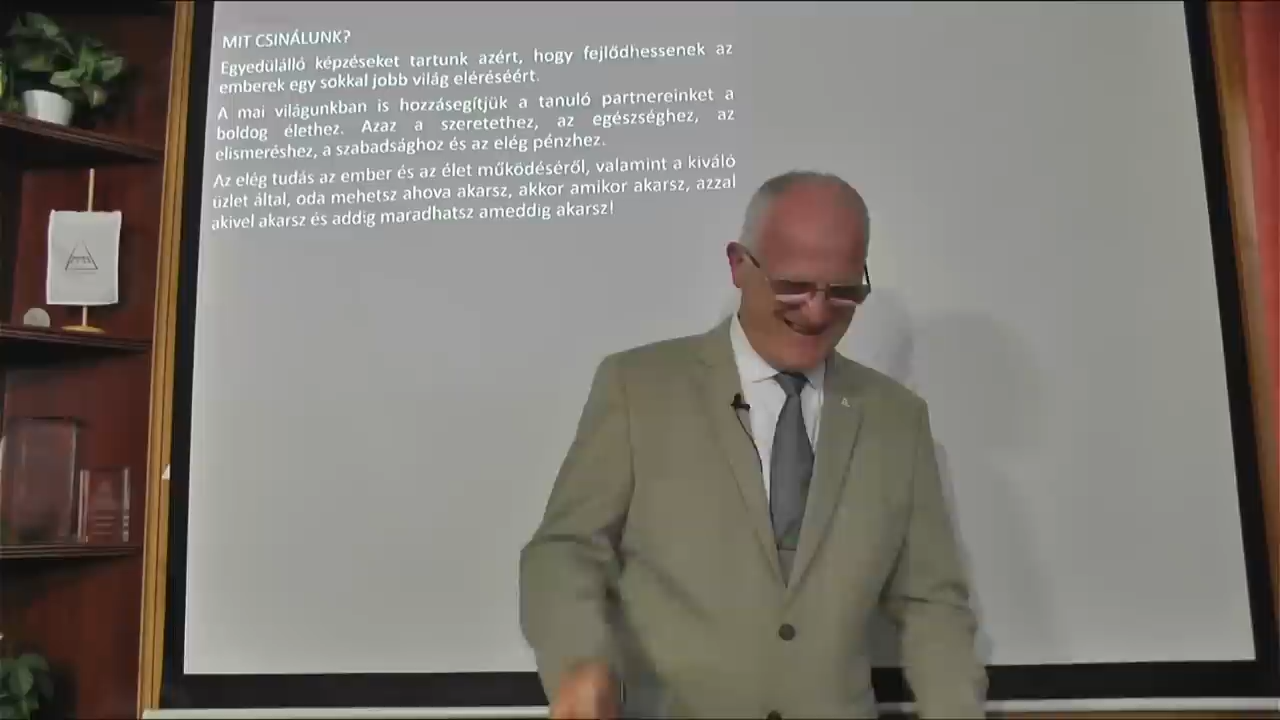 MIT CSINÁLUNK?
Egyedülálló képzéseket tartunk azért, hogy fejlődhessenek az
emberek egy sokkal jobb világ eléréséért.
A mai világunkban is hozzásegítjük a tanuló partnereinket a
boldog élethez. Azaz a szeretethez, az egészséghez, az
elismeréshez, a szabadsághoz és az elég pénzhez.
Az elég tudás az ember és az élet működéséről, valamint a kiváló
üzlet által, oda mehetsz ahova akarsz, akkor amikor akarsz, azzal
akivel akarsz és addig maradhatsz ameddig akarsz!